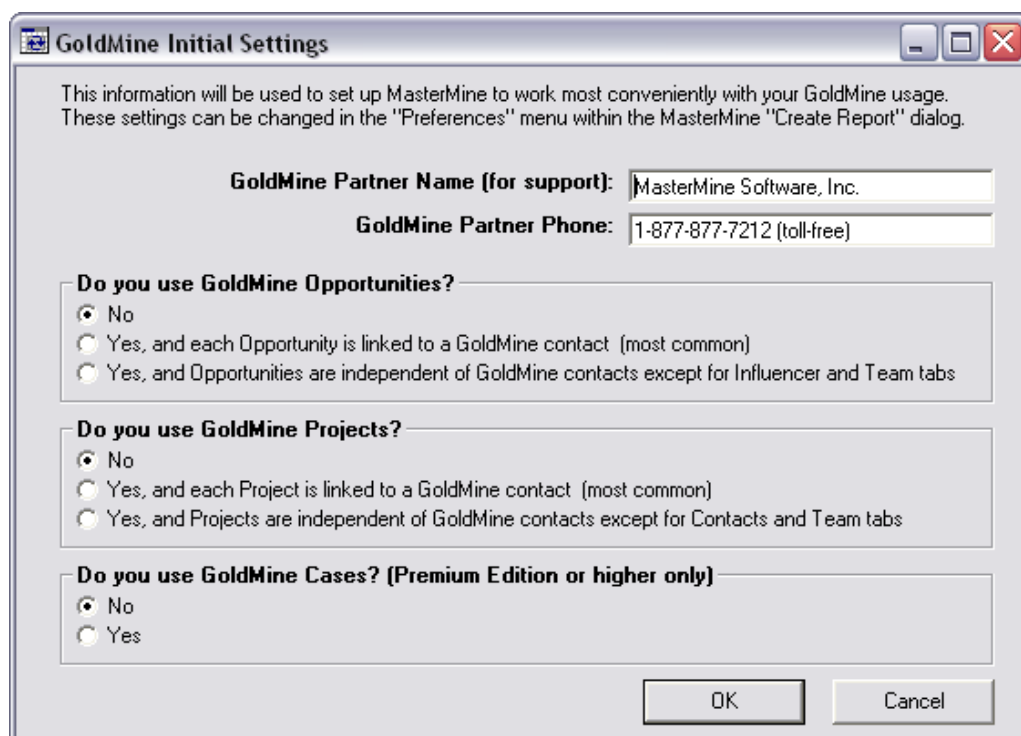 GoldMine Initial Settings
This information will be used to set up MasterMine to work most conveniently with your GoldMine usage.
These settings can be changed in the "Preferences" menu within the MasterMine "Create Report" dialog.
GoldMine Partner Name (for support): MasterMine Software, Inc.
GoldMine Partner Phone: 1-877-877-7212 (toll-free)
Do you use GoldMine Opportunities?
No
Yes, and each Opportunity is linked to a GoldMine contact (most common)
Yes, and Opportunities are independent of GoldMine contacts except for Influencer and Team tabs
Do you use GoldMine Projects?
No
Yes, and each Project is linked to a GoldMine contact (most common)
Yes, and Projects are independent of GoldMine contacts except for Contacts and Team tabs
Do you use GoldMine Cases? (Premium Edition or higher only)
No
Yes
OK Cancel